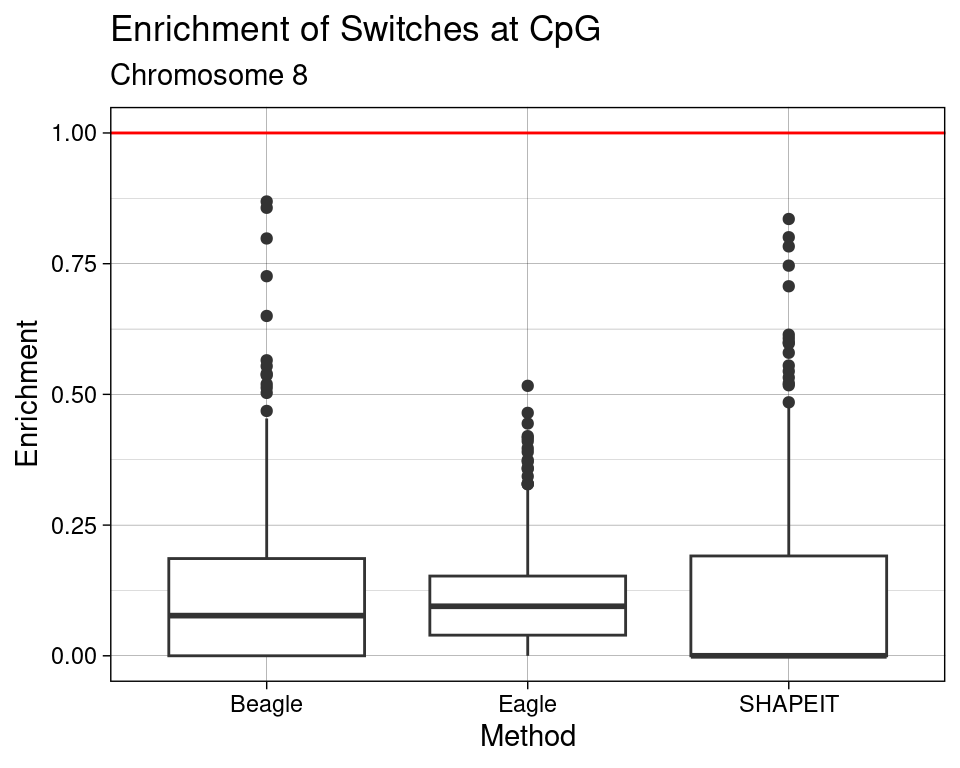 Enrichment of Switches at CpG
Chromosome 8
Enrichment
1.00
0.75
0.50
0.25
0.00
Beagle Eagle SHAPEIT
Method